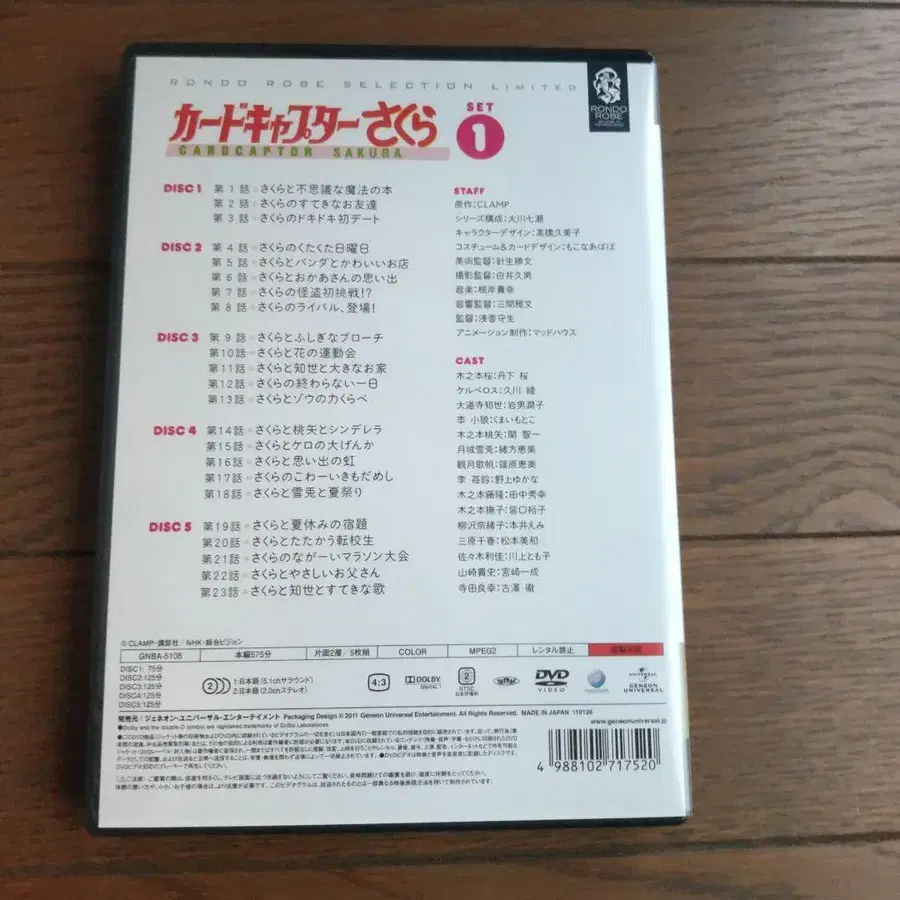 RONDO ROBE SELECTION LIMITED
RONDO ROBE
カードキャプターさくら
CARDCAPTOR SAKURA
SET 1
DISC 1 第1話 さくらと不思議な魔法の本
第2話 さくらのすてきなお友達
第3話 さくらのドキドキ初デート
DISC 2 第4話 さくらのくたくた日曜日
第5話 さくらとパンダとかわいいお店
第6話 さくらとおかあさんの思い出
第7話 さくらの怪盗初挑戦!?
第8話 さくらのライバル、登場!
DISC 3 第9話 さくらとふしぎなブローチ
第10話 さくらと花の運動会
第11話 さくらと知世と大きなお家
第12話 さくらの終わらない一日
第13話 さくらとゾウの力くらべ
DISC 4 第14話 さくらと桃矢とシンデレラ
第15話 さくらとケロの大げんか
第16話 さくらと思い出の虹
第17話 さくらのこわーいきもだめし
第18話 さくらと雪兎と夏祭り
DISC 5 第19話 さくらと夏休みの宿題
第20話 さくらとたたかう転校生
第21話 さくらのながーいマラソン大会
第22話 さくらとやさしいお父さん
第23話 さくらと知世とすてきな歌
STAFF
原作:CLAMP
シリーズ構成:大川七瀬
キャラクターデザイン:高橋久美子
コスチューム&カードデザイン:もこなあぱぱ
美術監督:針生勝文
撮影監督:白井久男
音楽:根岸貴幸
音響監督:三間雅文
監督:浅香守生
アニメーション制作:マッドハウス
CAST
木之本桜:丹下 桜
ケルベロス:久川 綾
大道寺知世:岩男潤子
李 小狼:くまいもとこ
木之本桃矢:関 智一
月城雪兎:緒方恵美
観月歌帆:篠原恵美
李 苺鈴:野上ゆかな
木之本藤隆:田中秀幸
木之本撫子:皆口裕子
柳沢奈緒子:本井えみ
三原千春:松本美和
佐々木利佳:川上とも子
山崎貴史:宮崎一成
寺田良幸:古澤 徹
©CLAMP・講談社 NHK・総合ビジョン
GNBA-5106 本編575分 片面2層/5枚組 COLOR MPEG2 レンタル禁止 複製不能
DISC1: 75分
DISC2:125分
DISC3:125分
DISC4:125分
DISC5:125分
2
1:日本語(5.1chサラウンド)
2:日本語(2.0chステレオ)
4:3
DOLBY DIGITAL
2 NTSC 日本市場向
DVD VIDEO
UNIVERSAL
GENEON UNIVERSAL
発売元:ジェネオン・ユニバーサル・エンターテイメント Packaging Design © 2011 Geneon Universal Entertainment. All Rights Reserved. MADE IN JAPAN 110126
www.geneonuniversal.jp
●Dolby and the double-D symbol are registered trademarks of Dolby Laboratories.
4 988102 717520